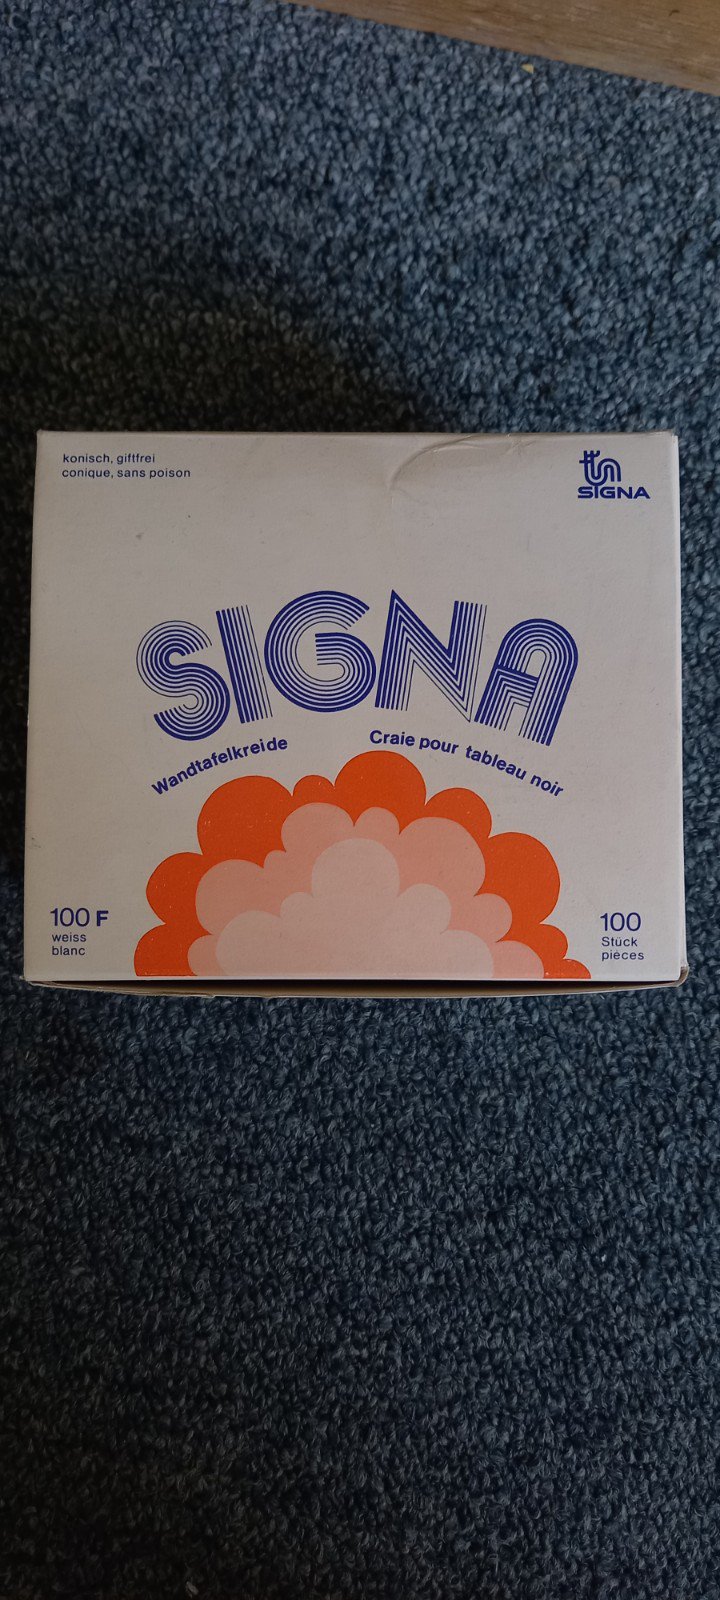 konisch, giftfrei
conique, sans poison
SIGNA
SIGNA
Wandtafelkreide
Craie pour tableau noir
100 F
weiss
blanc
100
Stück
pièces